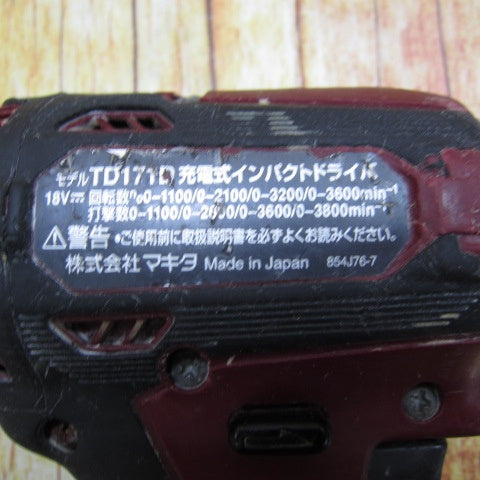 モデル TD171D 充電式インパクトドライバ
18V⎓ 回転数n₀0-1100/0-2100/0-3200/0-3600min⁻¹
打撃数0-1100/0-2600/0-3600/0-3800min⁻¹
⚠警告 •ご使用前に取扱説明書を必ずよくお読みください。
株式会社マキタ Made in Japan 854J76-7